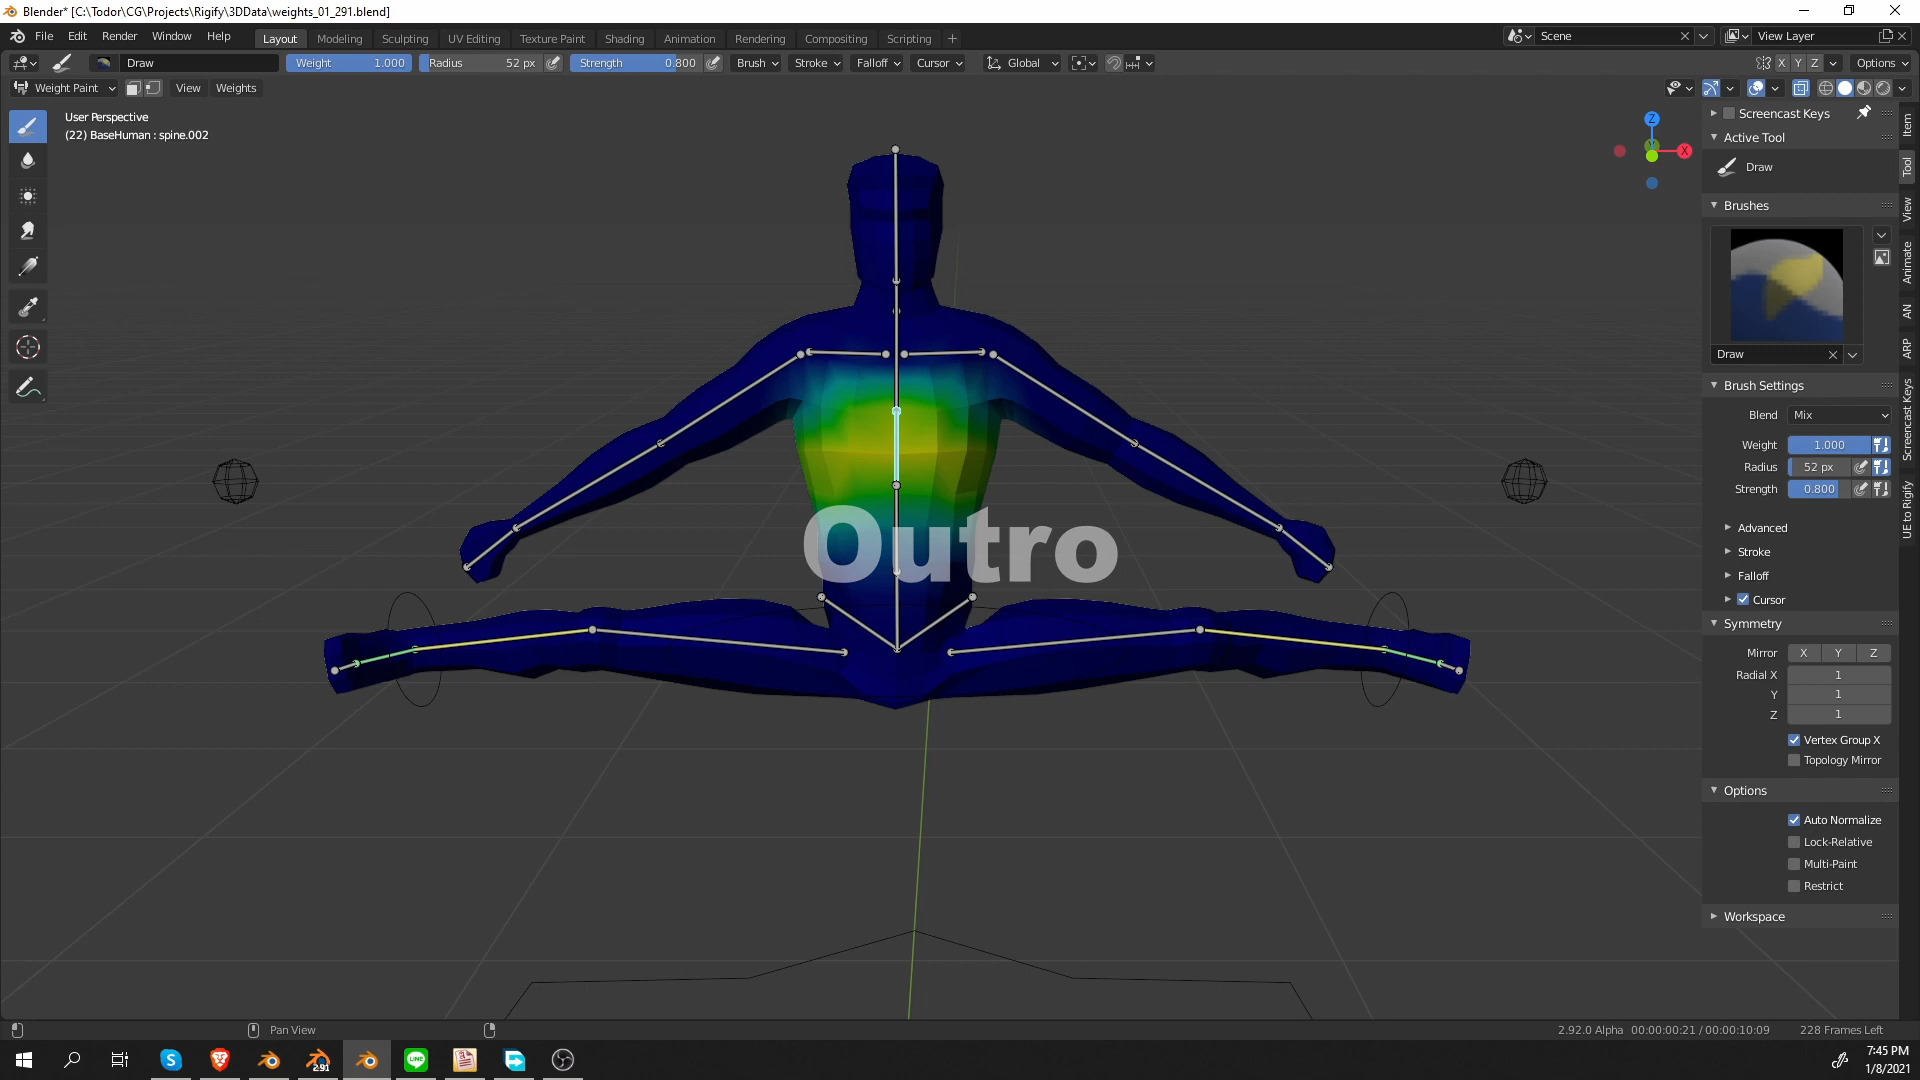 Blender* [C:\Todor\CG\Projects\Rigify\3DData\weights_01_291.blend]
File Edit Render Window Help Layout Modeling Sculpting UV Editing Texture Paint Shading Animation Rendering Compositing Scripting + Scene View Layer
Draw Weight 1.000 Radius 52 px Strength 0.800 Brush Stroke Falloff Cursor Global X Y Z Options
Weight Paint View Weights
User Perspective
(22) BaseHuman : spine.002
Z
X
Outro
Screencast Keys
Active Tool
Draw
Brushes
Draw
Brush Settings
Blend Mix
Weight 1.000
Radius 52 px
Strength 0.800
Advanced
Stroke
Falloff
Cursor
Symmetry
Mirror X Y Z
Radial X 1
Y 1
Z 1
Vertex Group X
Topology Mirror
Options
Auto Normalize
Lock-Relative
Multi-Paint
Restrict
Workspace
Item
Tool
View
Animate
AN
ARP
Screencast Keys
UE to Rigify
Pan View 2.92.0 Alpha 00:00:00:21 / 00:00:10:09 228 Frames Left
S 2.91 LINE
7:45 PM
1/8/2021